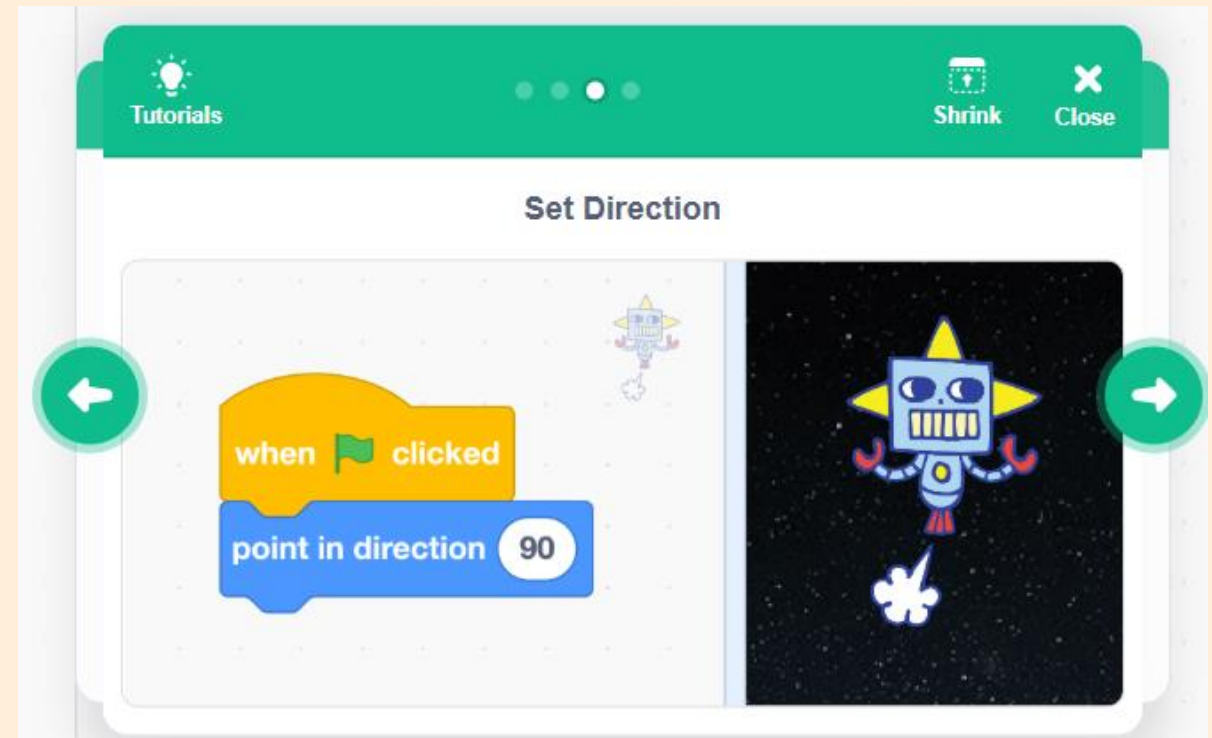 Tutorials
Shrink
Close
Set Direction
when clicked
point in direction 90